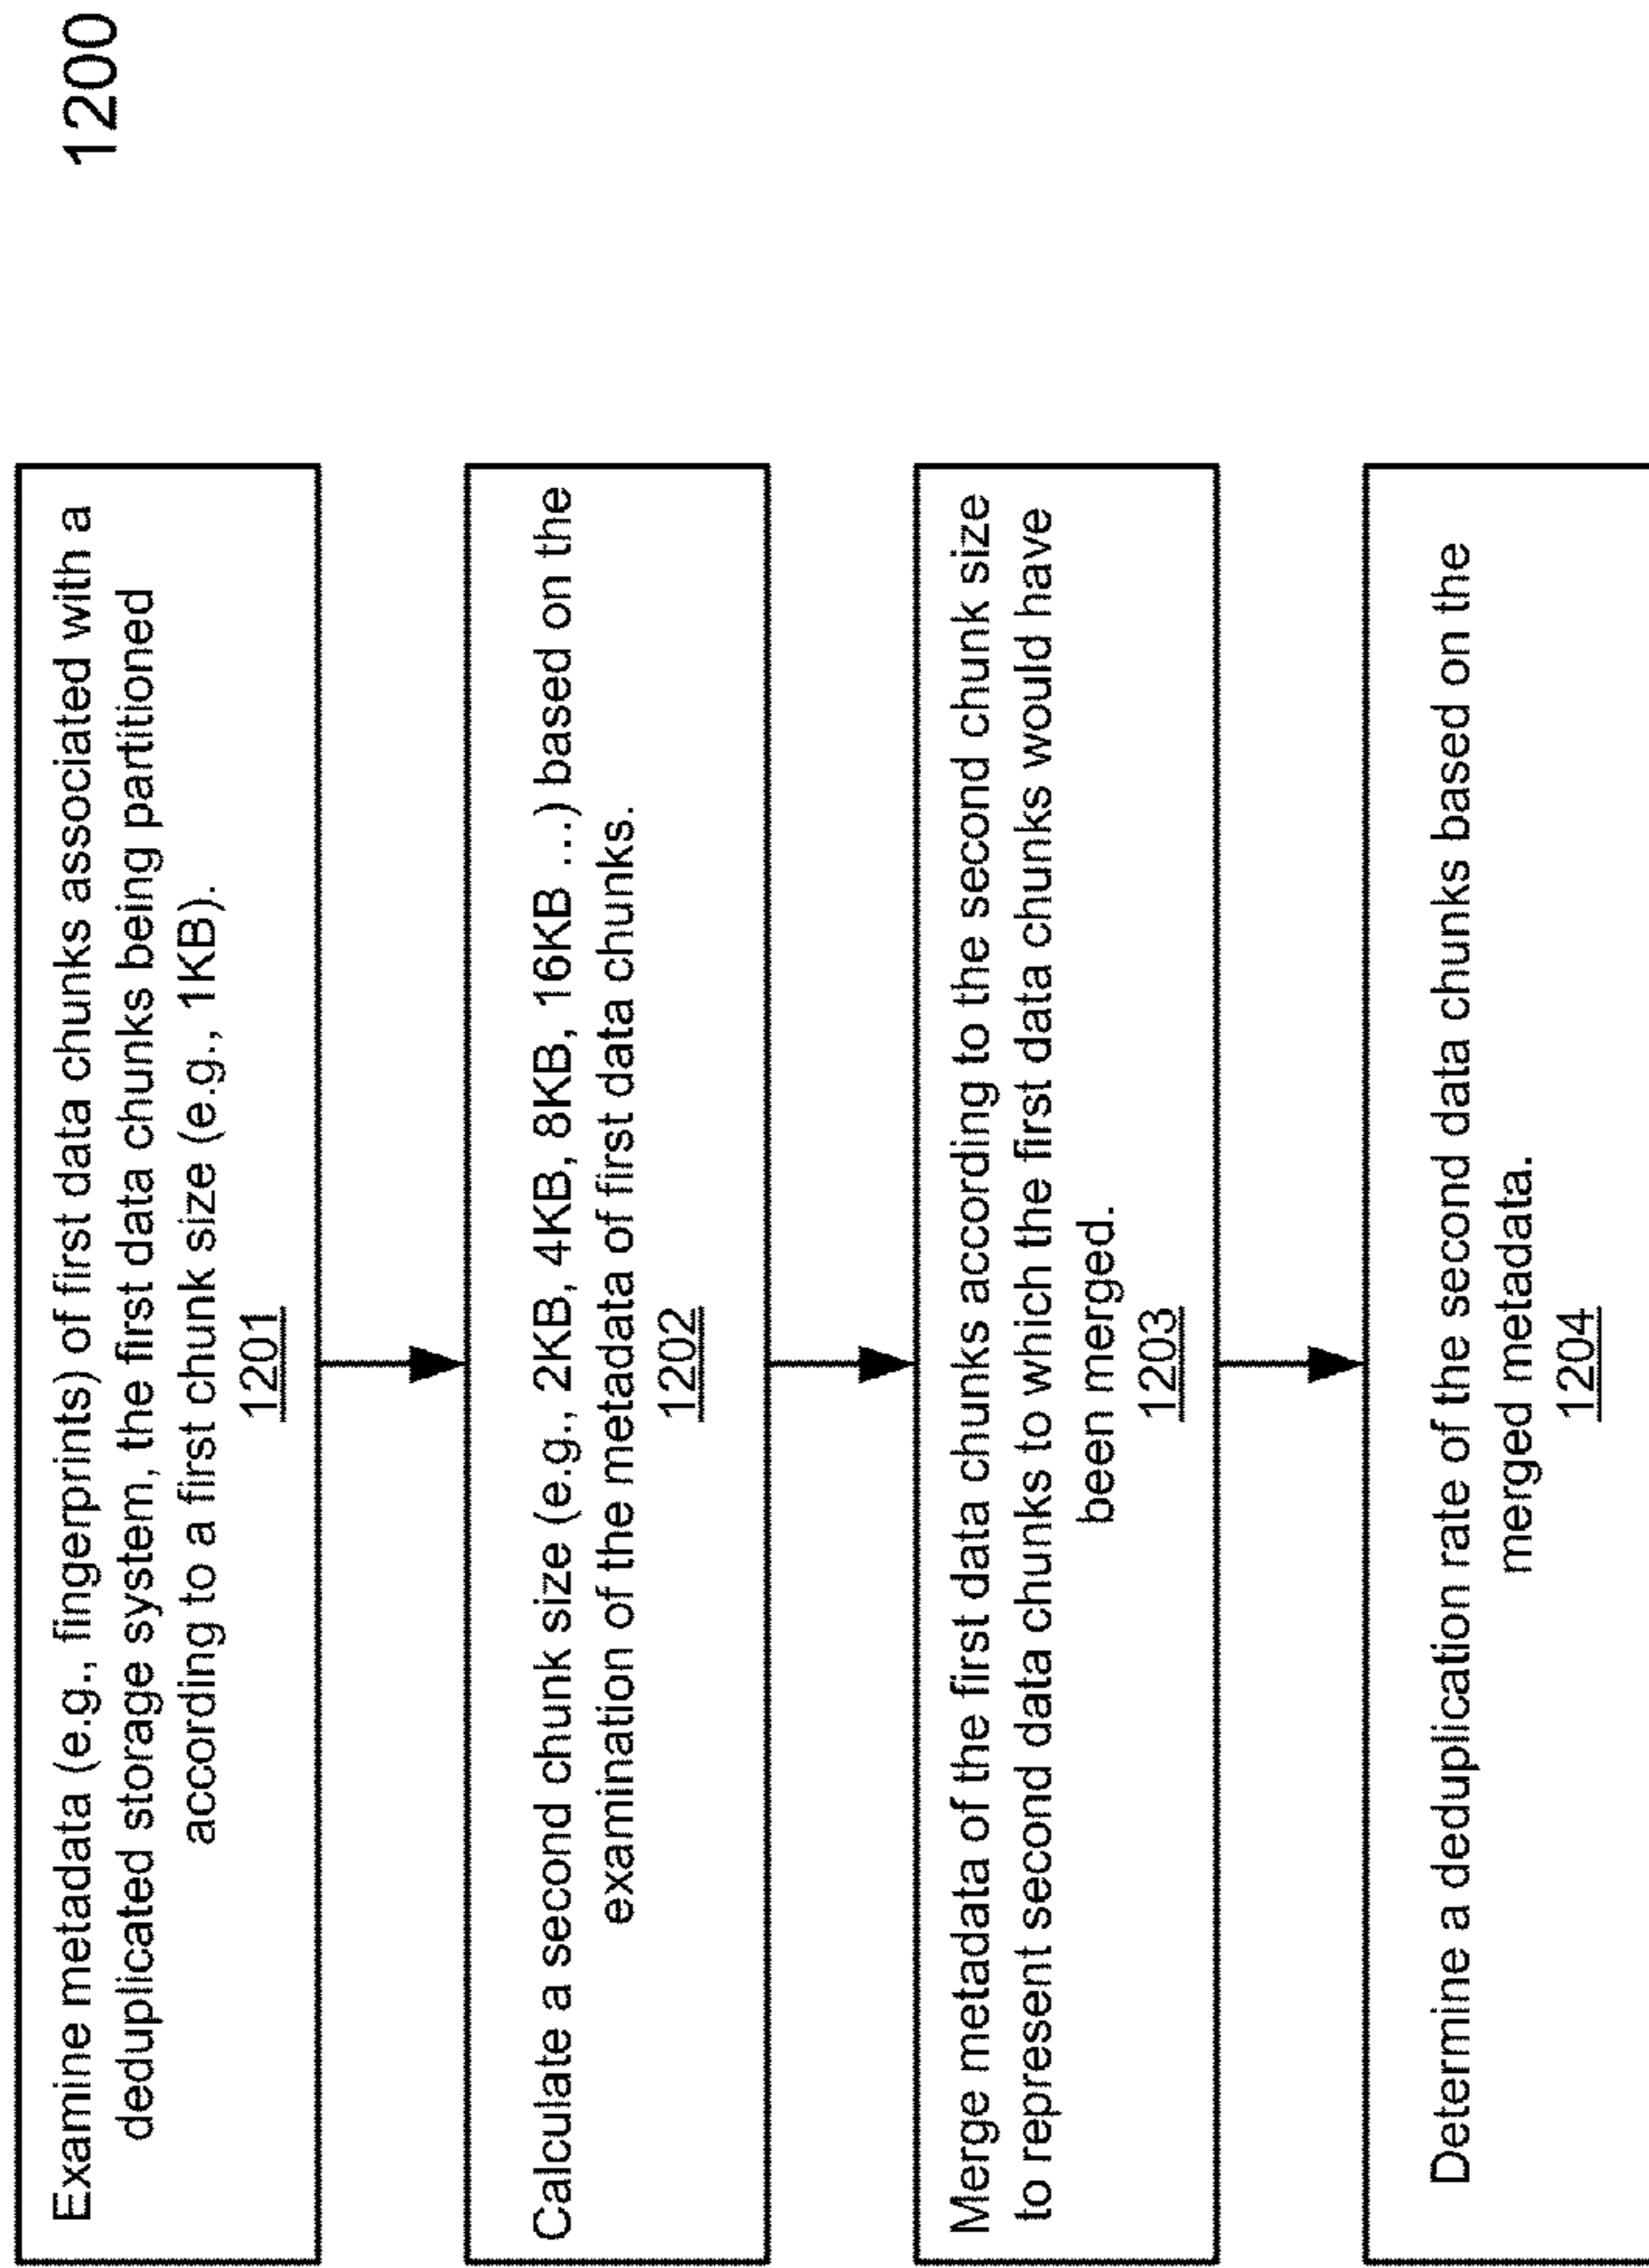 1200
Examine metadata (e.g., fingerprints) of first data chunks associated with a
deduplicated storage system, the first data chunks being partitioned
according to a first chunk size (e.g., 1KB).
1201
Calculate a second chunk size (e.g., 2KB, 4KB, 8KB, 16KB ...) based on the
examination of the metadata of first data chunks.
1202
Merge metadata of the first data chunks according to the second chunk size
to represent second data chunks to which the first data chunks would have
been merged.
1203
Determine a deduplication rate of the second data chunks based on the
merged metadata.
1204